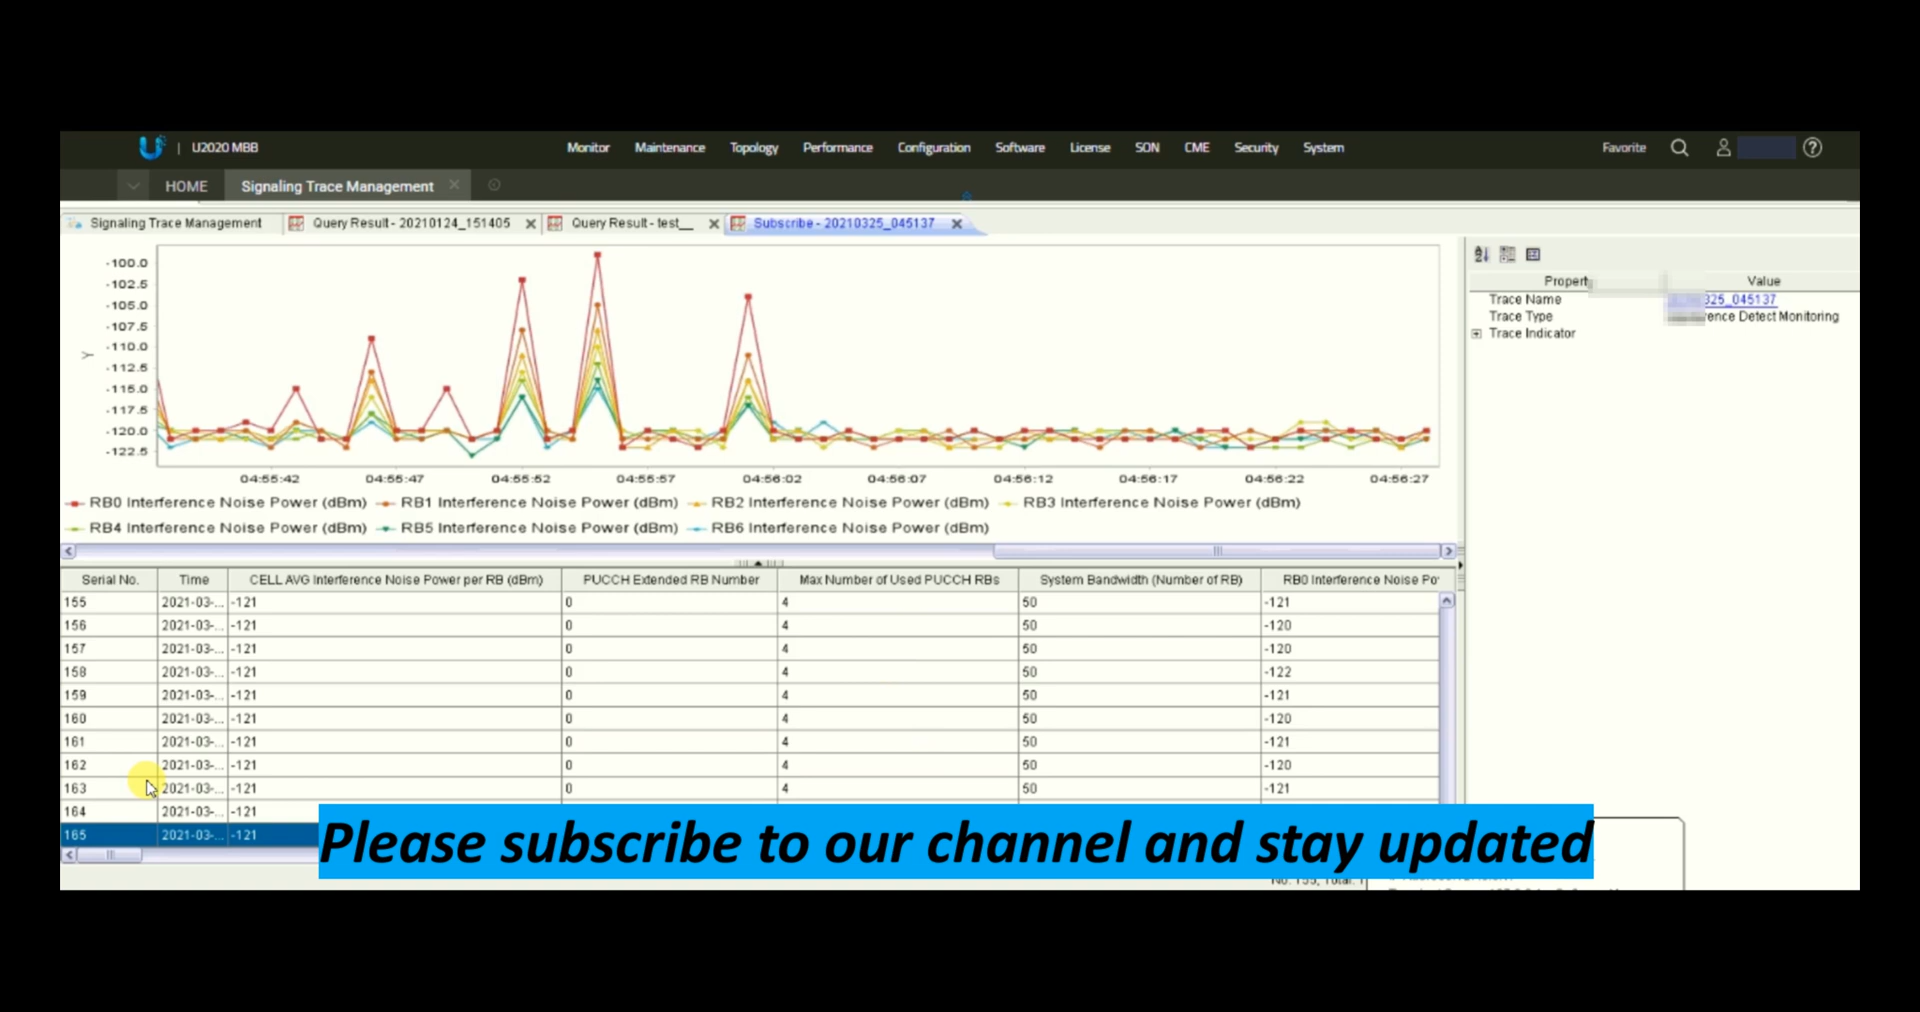 U2020 MBB Monitor Maintenance Topology Performance Configuration Software License SON CME Security System Favorite
HOME Signaling Trace Management
Signaling Trace Management Query Result - 20210124_151405 Query Result - test__ Subscribe - 20210325_045137
-100.0
-102.5
-105.0
-107.5
-110.0
-112.5
-115.0
-117.5
-120.0
-122.5
Y
04:55:42 04:55:47 04:55:52 04:55:57 04:56:02 04:56:07 04:56:12 04:56:17 04:56:22 04:56:27
RB0 Interference Noise Power (dBm) RB1 Interference Noise Power (dBm) RB2 Interference Noise Power (dBm) RB3 Interference Noise Power (dBm)
RB4 Interference Noise Power (dBm) RB5 Interference Noise Power (dBm) RB6 Interference Noise Power (dBm)
Property Value
Trace Name 325_045137
Trace Type rence Detect Monitoring
Trace Indicator
Serial No. Time CELL AVG Interference Noise Power per RB (dBm) PUCCH Extended RB Number Max Number of Used PUCCH RBs System Bandwidth (Number of RB) RB0 Interference Noise Po
155 2021-03-... -121 0 4 50 -121
156 2021-03-... -121 0 4 50 -120
157 2021-03-... -121 0 4 50 -120
158 2021-03-... -121 0 4 50 -122
159 2021-03-... -121 0 4 50 -121
160 2021-03-... -121 0 4 50 -120
161 2021-03-... -121 0 4 50 -121
162 2021-03-... -121 0 4 50 -120
163 2021-03-... -121 0 4 50 -121
164 2021-03-... -121
165 2021-03-... -121
Please subscribe to our channel and stay updated